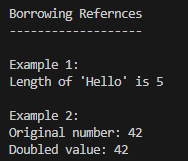 Borrowing Refernces
-------------------
Example 1:
Length of 'Hello' is 5
Example 2:
Original number: 42
Doubled value: 42